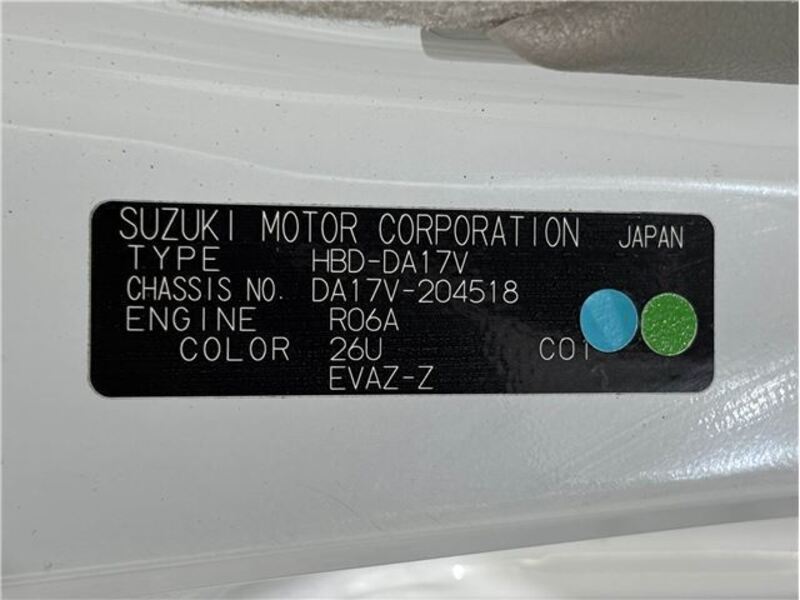 SUZUKI MOTOR CORPORATION JAPAN
TYPE HBD-DA17V
CHASSIS NO. DA17V-204518
ENGINE R06A
COLOR 26U C01
EVAZ-Z